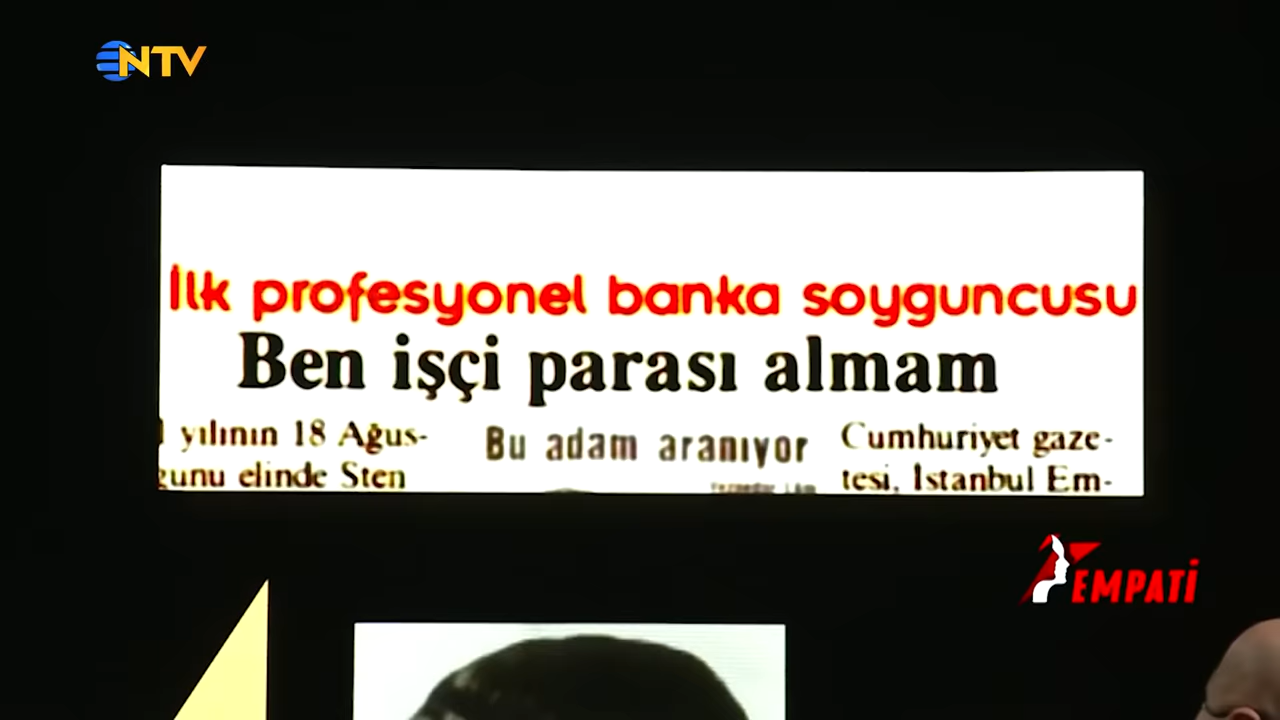 NTV
İlk profesyonel banka soyguncusu
Ben işçi parası almam
yılının 18 Ağus-
elinde Sten
Bu adam aranıyor
Cumhuriyet gaze-
tesi, İstanbul Em-
EMPATİ